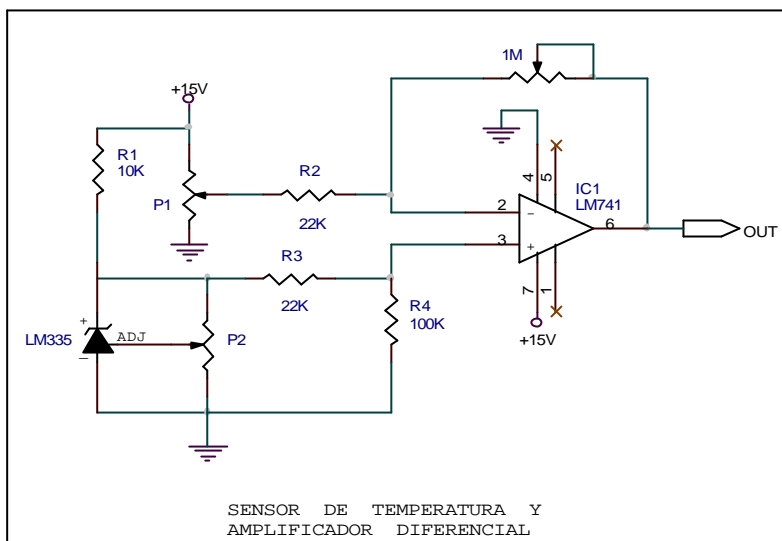 1M
+15V
R1
10K
P1
R2
22K
4
5
IC1
LM741
2
-
6
3
+
OUT
R3
22K
7
1
R4
100K
+15V
+
LM335
-
ADJ
P2
SENSOR DE TEMPERATURA Y
AMPLIFICADOR DIFERENCIAL